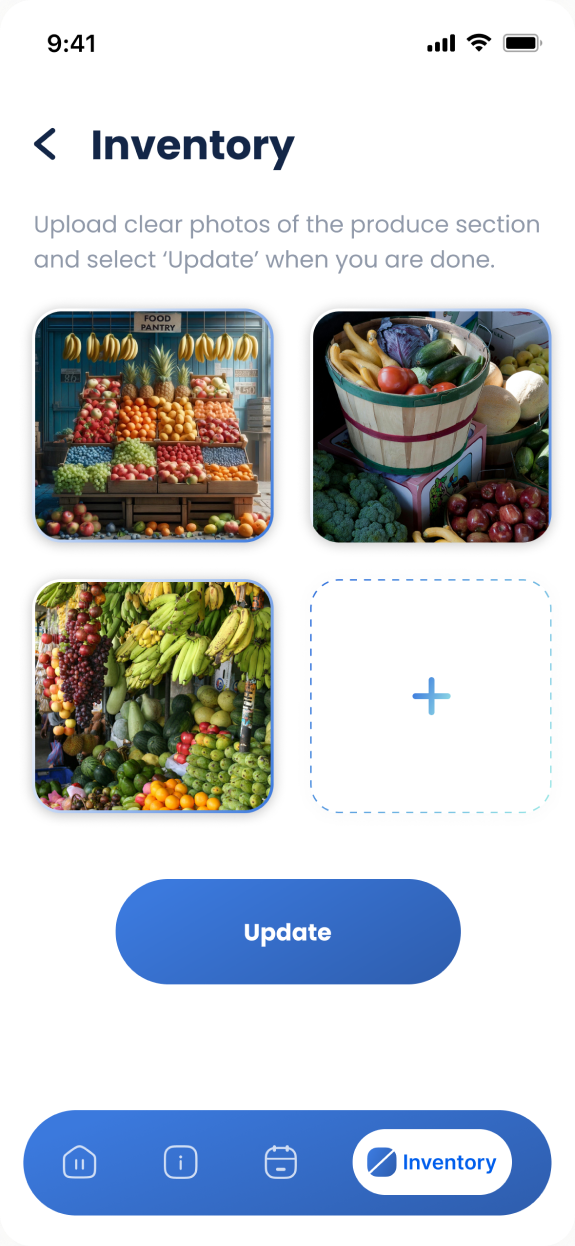 9:41
Inventory
Upload clear photos of the produce section
and select ‘Update’ when you are done.
FOOD
PANTRY
Update
Inventory